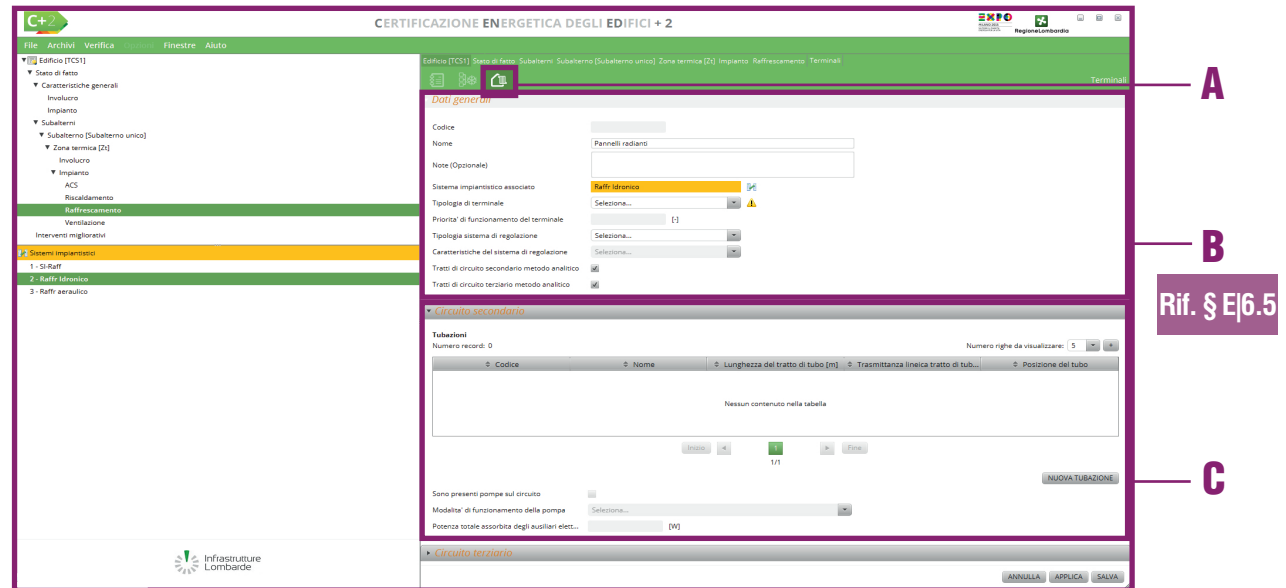 C+2
CERTIFICAZIONE ENERGETICA DEGLI EDIFICI + 2
EXPO
MILANO 2015
RegioneLombardia
File Archivi Verifica Opzioni Finestre Aiuto
Edificio [TCS1]
Stato di fatto
Caratteristiche generali
Involucro
Impianto
Subalterni
Subalterno [Subalterno unico]
Zona termica [Zt]
Involucro
Impianto
ACS
Riscaldamento
Raffrescamento
Ventilazione
Interventi migliorativi
Sistemi impiantistici
1 - SI-Raff
2 - Raffr Idronico
3 - Raffr aeraulico
Infrastrutture
Lombarde
Edificio [TCS1] Stato di fatto Subalterni Subalterno [Subalterno unico] Zona termica [Zt] Impianto Raffrescamento Terminali
Terminali
A
Dati generali
Codice
Nome Pannelli radianti
Note (Opzionale)
Sistema impiantistico associato Raffr Idronico
Tipologia di terminale Seleziona...
Priorita' di funzionamento del terminale [-]
Tipologia sistema di regolazione Seleziona...
Caratteristiche del sistema di regolazione Seleziona...
Tratti di circuito secondario metodo analitico
Tratti di circuito terziario metodo analitico
B
Rif. § E|6.5
Circuito secondario
Tubazioni
Numero record: 0 Numero righe da visualizzare: 5 +
Codice Nome Lunghezza del tratto di tubo [m] Trasmittanza lineica tratto di tub... Posizione del tubo
Nessun contenuto nella tabella
Inizio 1 Fine
1/1
NUOVA TUBAZIONE
C
Sono presenti pompe sul circuito
Modalita' di funzionamento della pompa Seleziona...
Potenza totale assorbita degli ausiliari elett... [W]
Circuito terziario
ANNULLA APPLICA SALVA